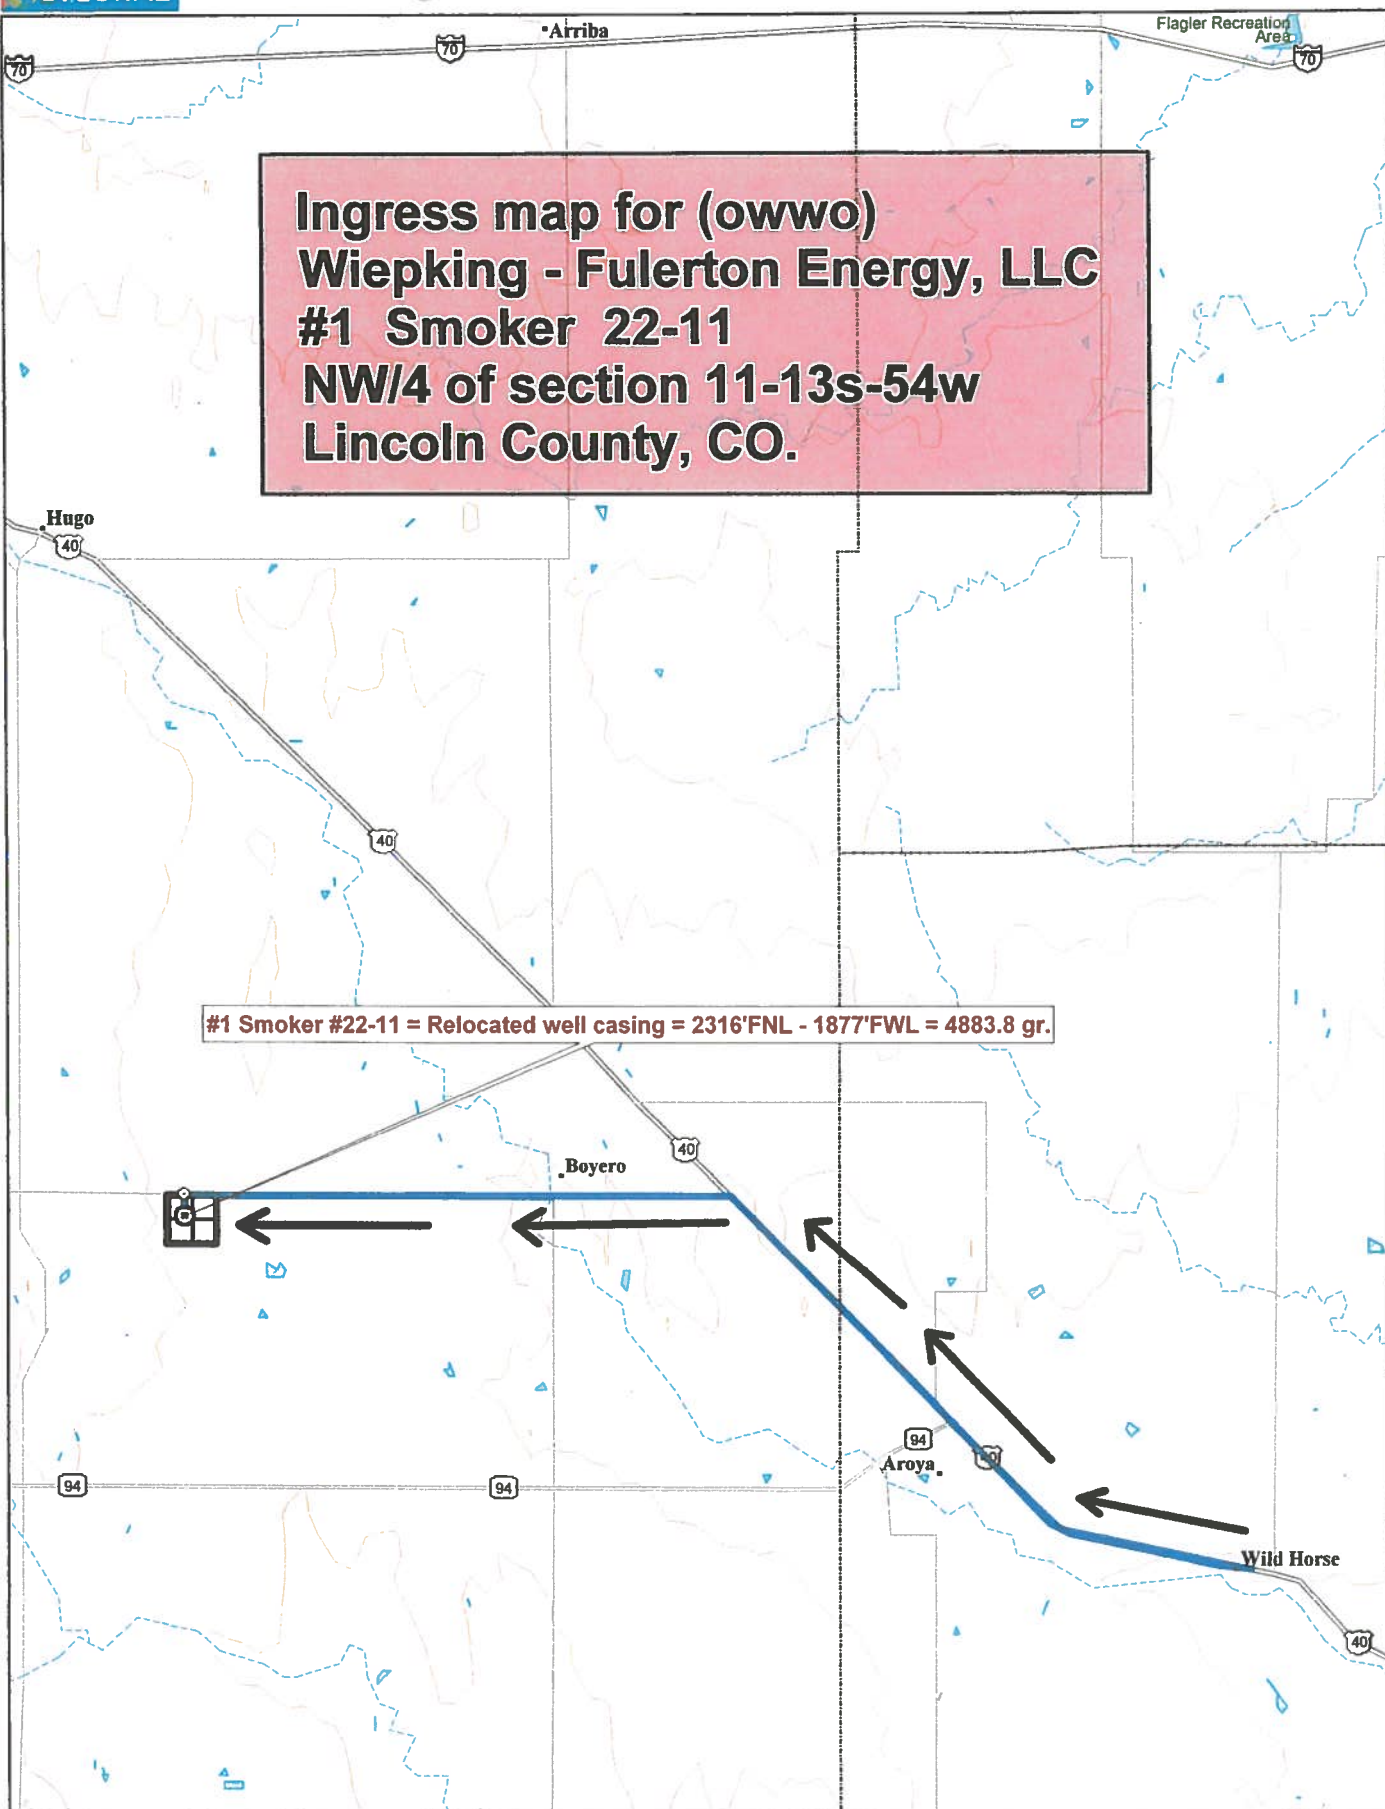 70
70
Arriba
Flagler Recreation
Area
70
Ingress map for (owwo)
Wiepking - Fulerton Energy, LLC
#1 Smoker 22-11
NW/4 of section 11-13s-54w
Lincoln County, CO.
Hugo
40
40
#1 Smoker #22-11 = Relocated well casing = 2316'FNL - 1877'FWL = 4883.8 gr.
40
Boyero
94
Aroya
94
94
Wild Horse
40